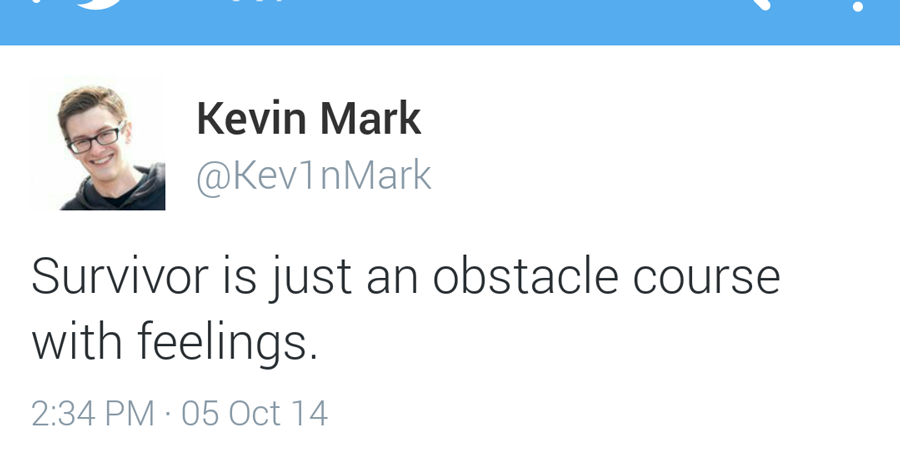 Kevin Mark
@Kev1nMark
Survivor is just an obstacle course
with feelings.
2:34 PM · 05 Oct 14